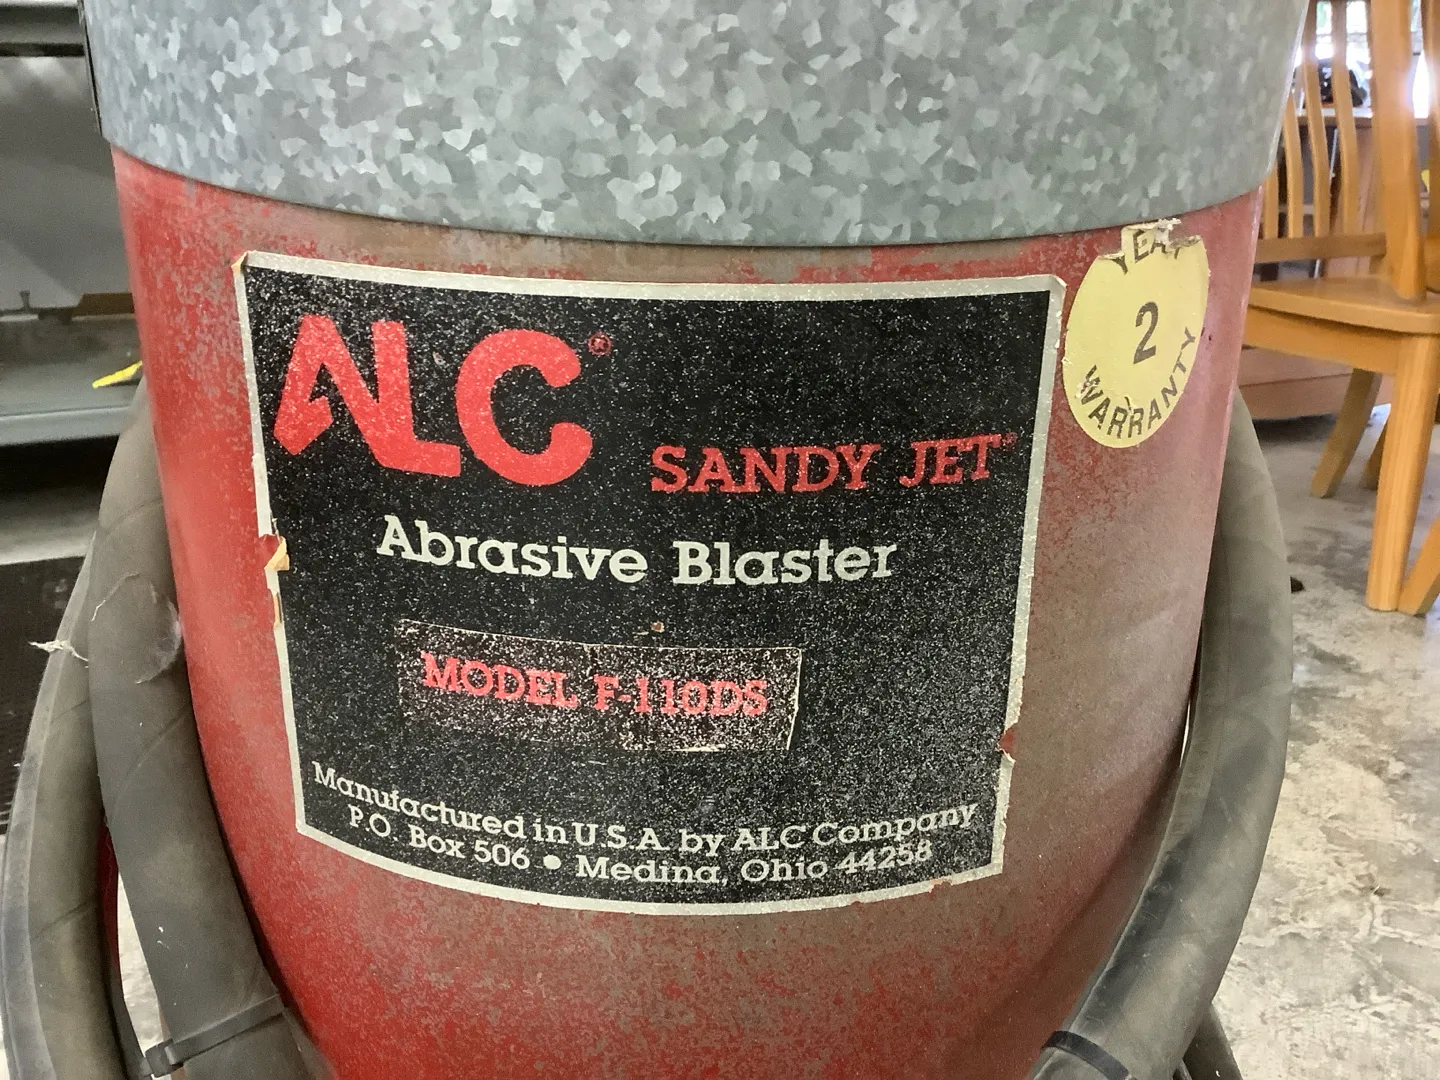 ALC®
SANDY JET
Abrasive Blaster
MODEL F-110DS
Manufactured in U.S.A. by ALC Company
P.O. Box 506 • Medina, Ohio 44258
YEAR
2
WARRANTY